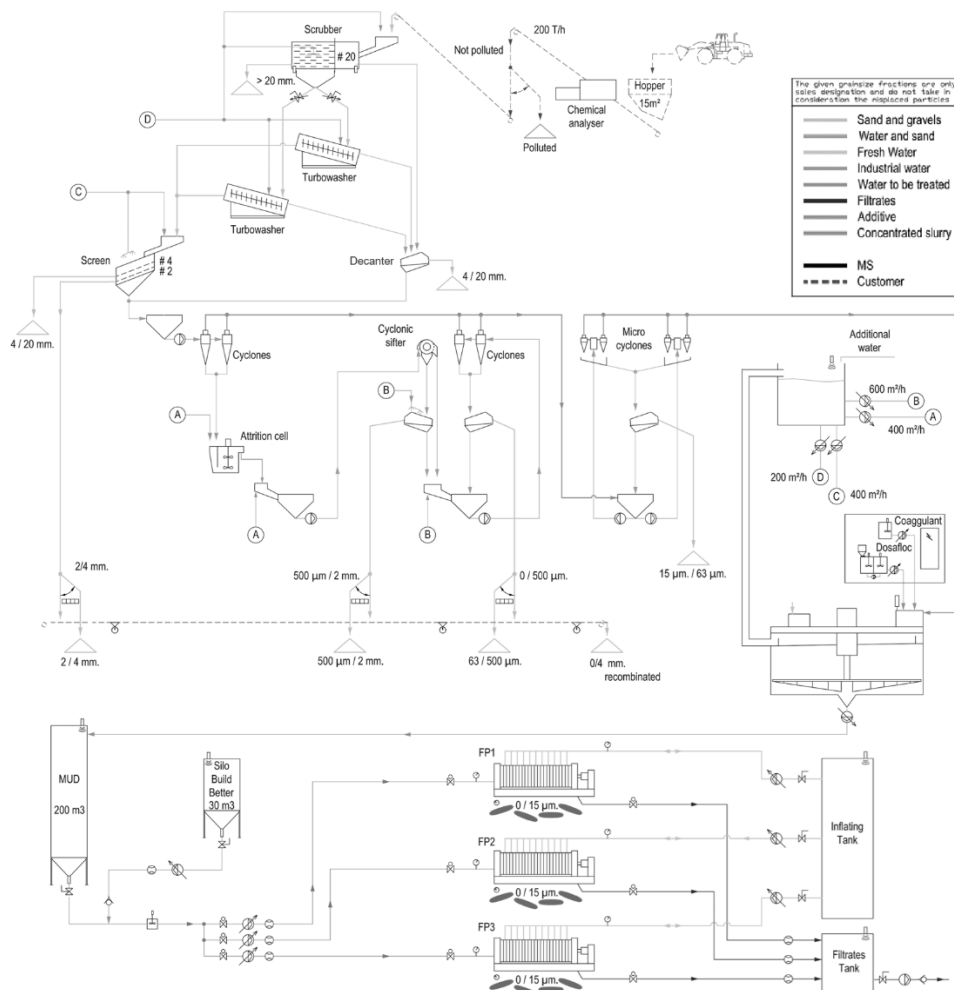 Scrubber
# 20
> 20 mm.
200 T/h
Not polluted
Polluted
Chemical
analyser
Hopper
15m²
The given grainsize fractions are only
sales designation and do not take in
consideration the misplaced particles
Sand and gravels
Water and sand
Fresh Water
Industrial water
Water to be treated
Filtrates
Additive
Concentrated slurry
MS
Customer
D
Turbowasher
C
Turbowasher
Screen
# 4
# 2
Decanter
4 / 20 mm.
4 / 20 mm.
Cyclones
Cyclonic
sifter
Cyclones
Micro
cyclones
Additional
water
600 m²/h
B
A
400 m²/h
200 m²/h
D
C
400 m²/h
B
A
Attrition cell
A
B
Coaggulant
Dosafloc
2/4 mm.
500 µm / 2 mm.
0 / 500 µm.
15 µm. / 63 µm.
2 / 4 mm.
500 µm / 2 mm.
63 / 500 µm.
0/4 mm.
recombinated
MUD
200 m3
Silo
Build
Better
30 m3
FP1
0 / 15 µm.
FP2
0 / 15 µm.
FP3
0 / 15 µm.
Inflating
Tank
Filtrates
Tank